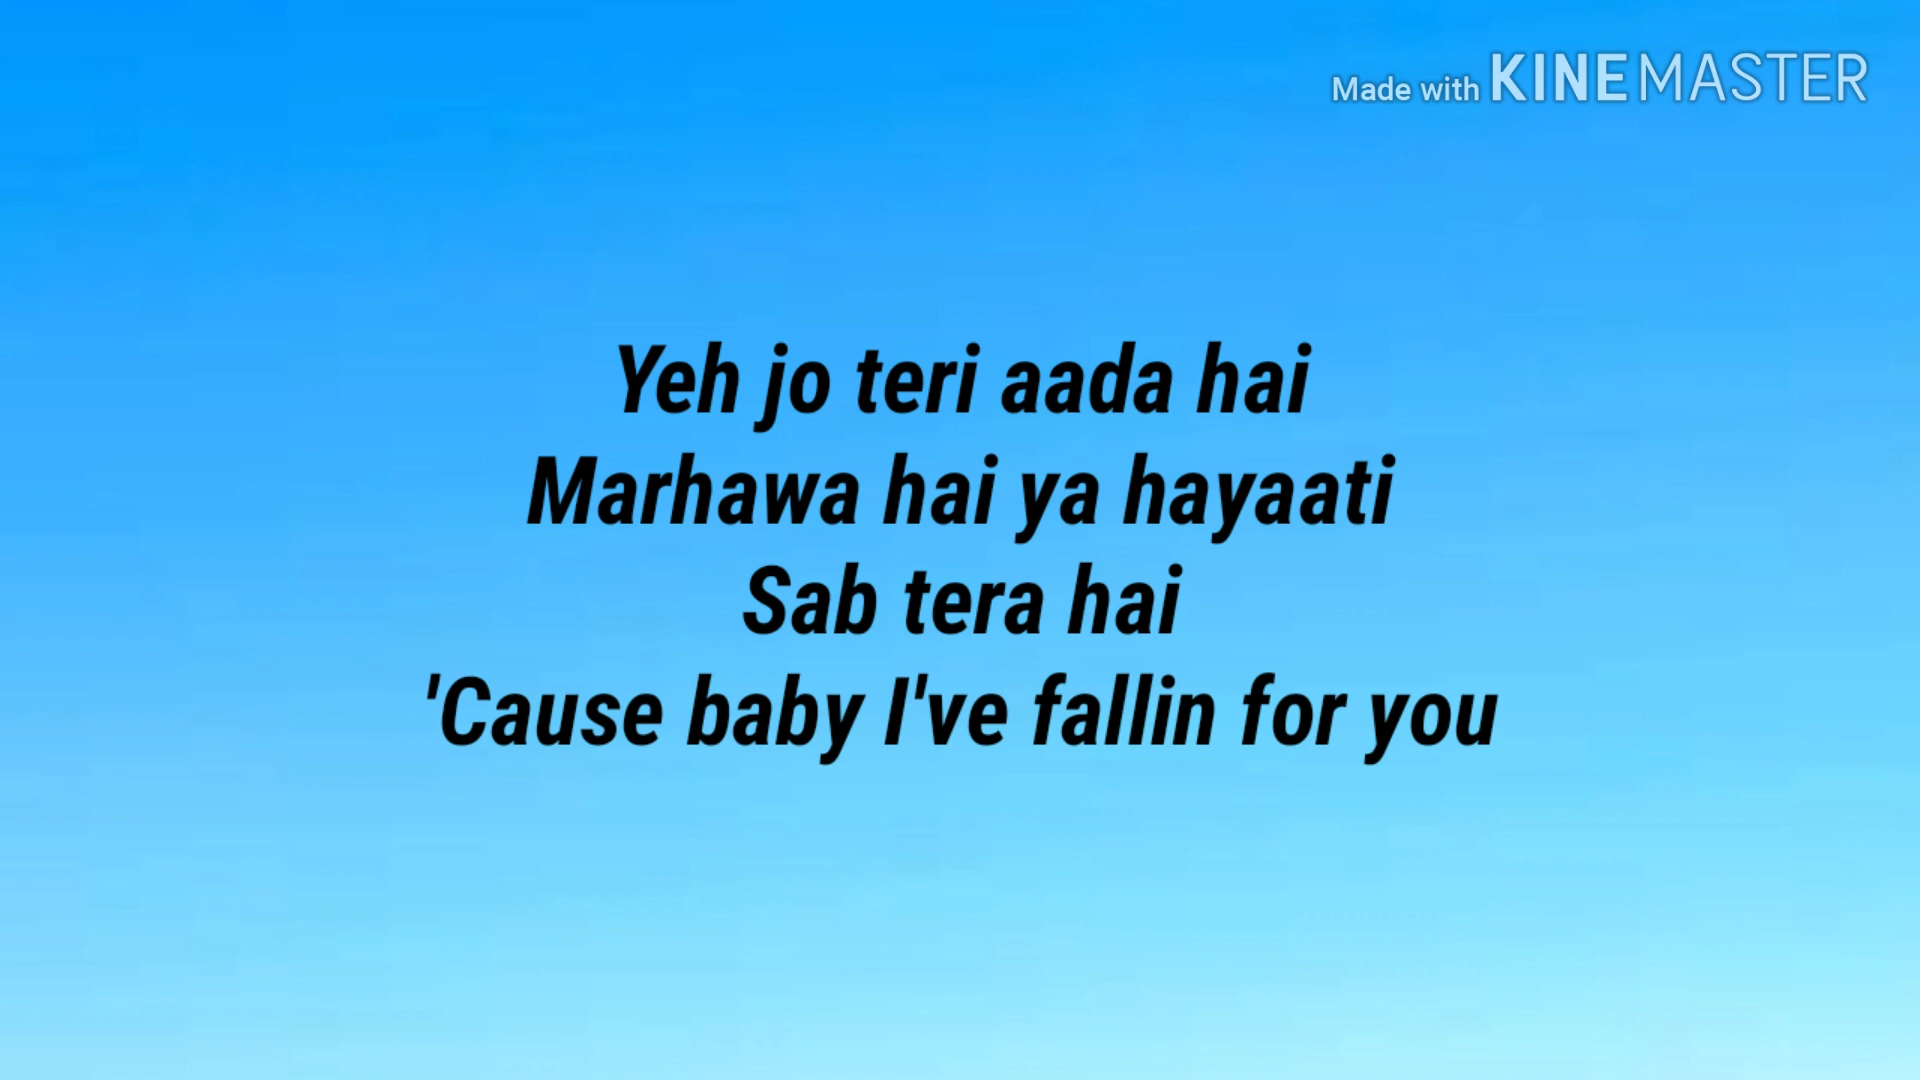 Made with KINEMASTER
Yeh jo teri aada hai
Marhawa hai ya hayaati
Sab tera hai
'Cause baby I've fallin for you